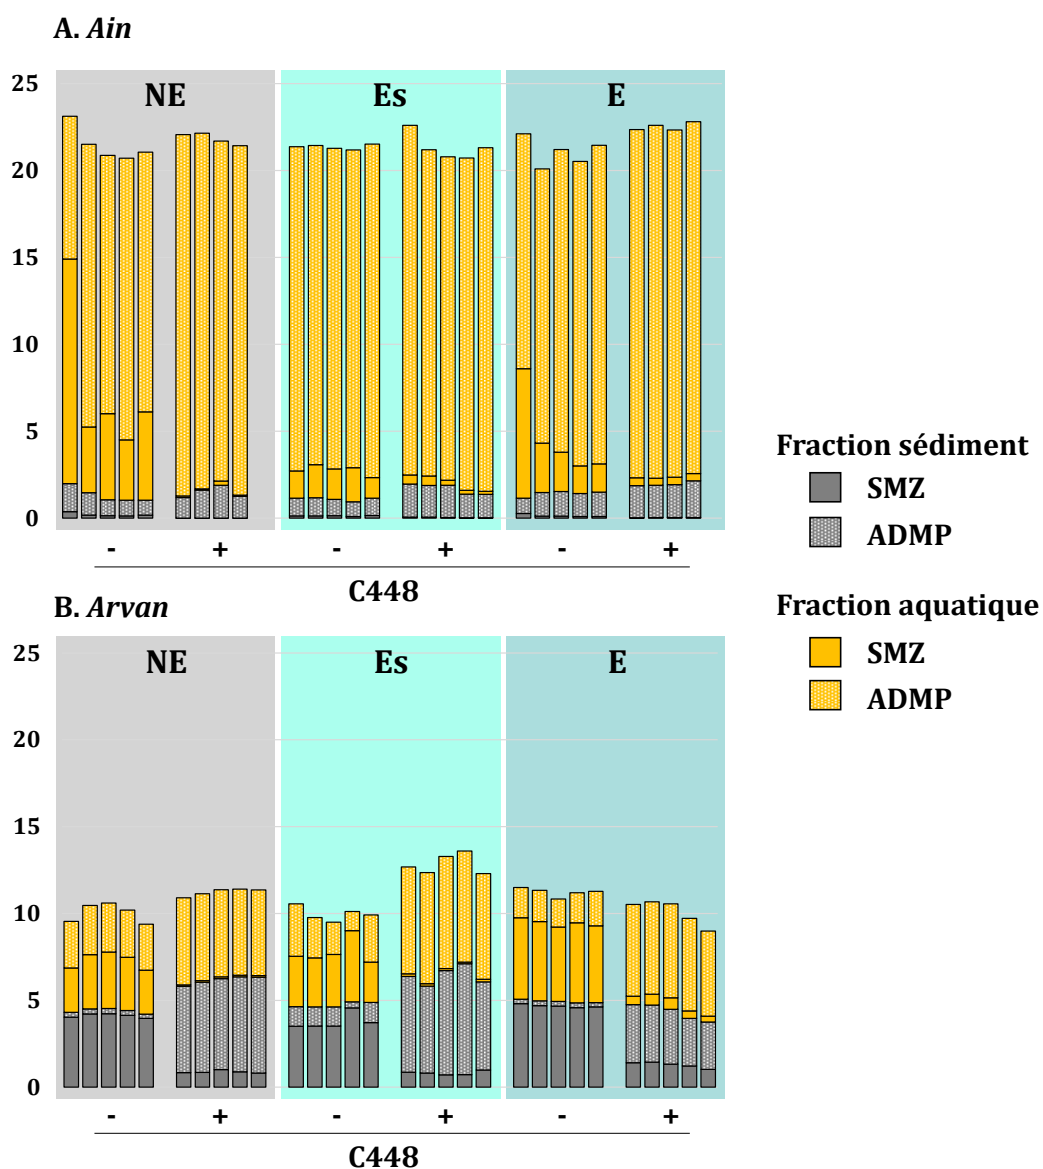 A. Ain
25
NE Es E
20
15
10
5
0
- + - + - +
C448
Fraction sédiment
SMZ
ADMP
Fraction aquatique
SMZ
ADMP
B. Arvan
25
NE Es E
20
15
10
5
0
- + - + - +
C448